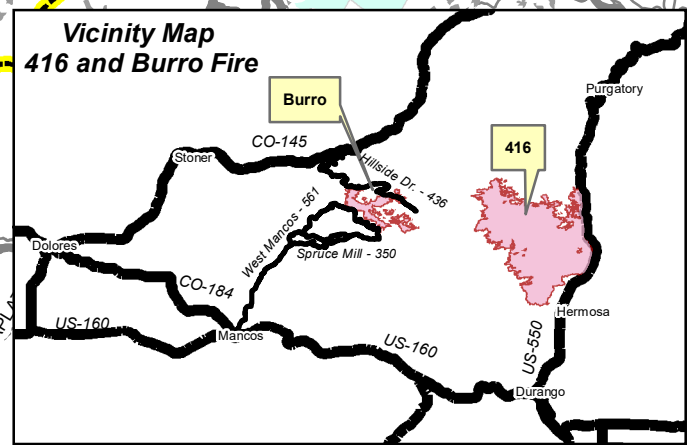 Vicinity Map
416 and Burro Fire
Burro
Purgatory
CO-145
416
Stoner
Hillside Dr. - 436
West Mancos - 561
Dolores
Spruce Mill - 350
CO-184
Hermosa
US-160
Mancos
US-160
US-550
Durango